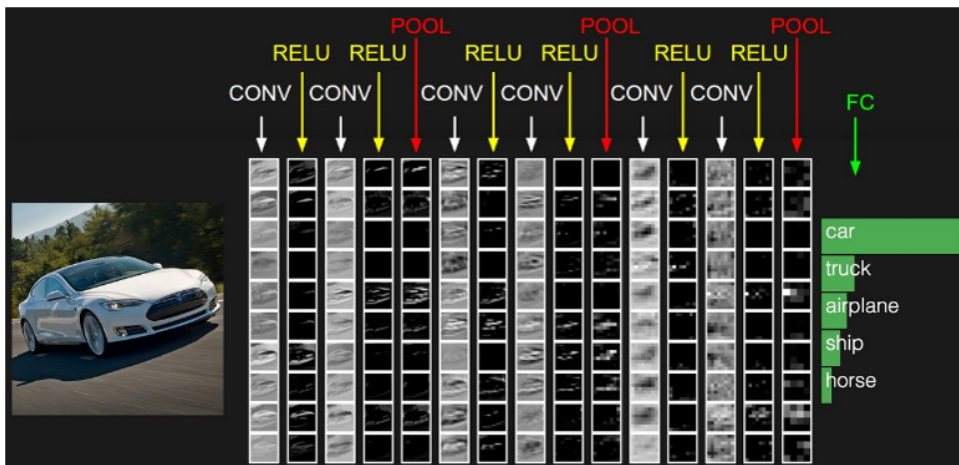 POOL POOL POOL
RELU RELU RELU RELU RELU RELU
CONV CONV CONV CONV CONV CONV
FC
car
truck
airplane
ship
horse